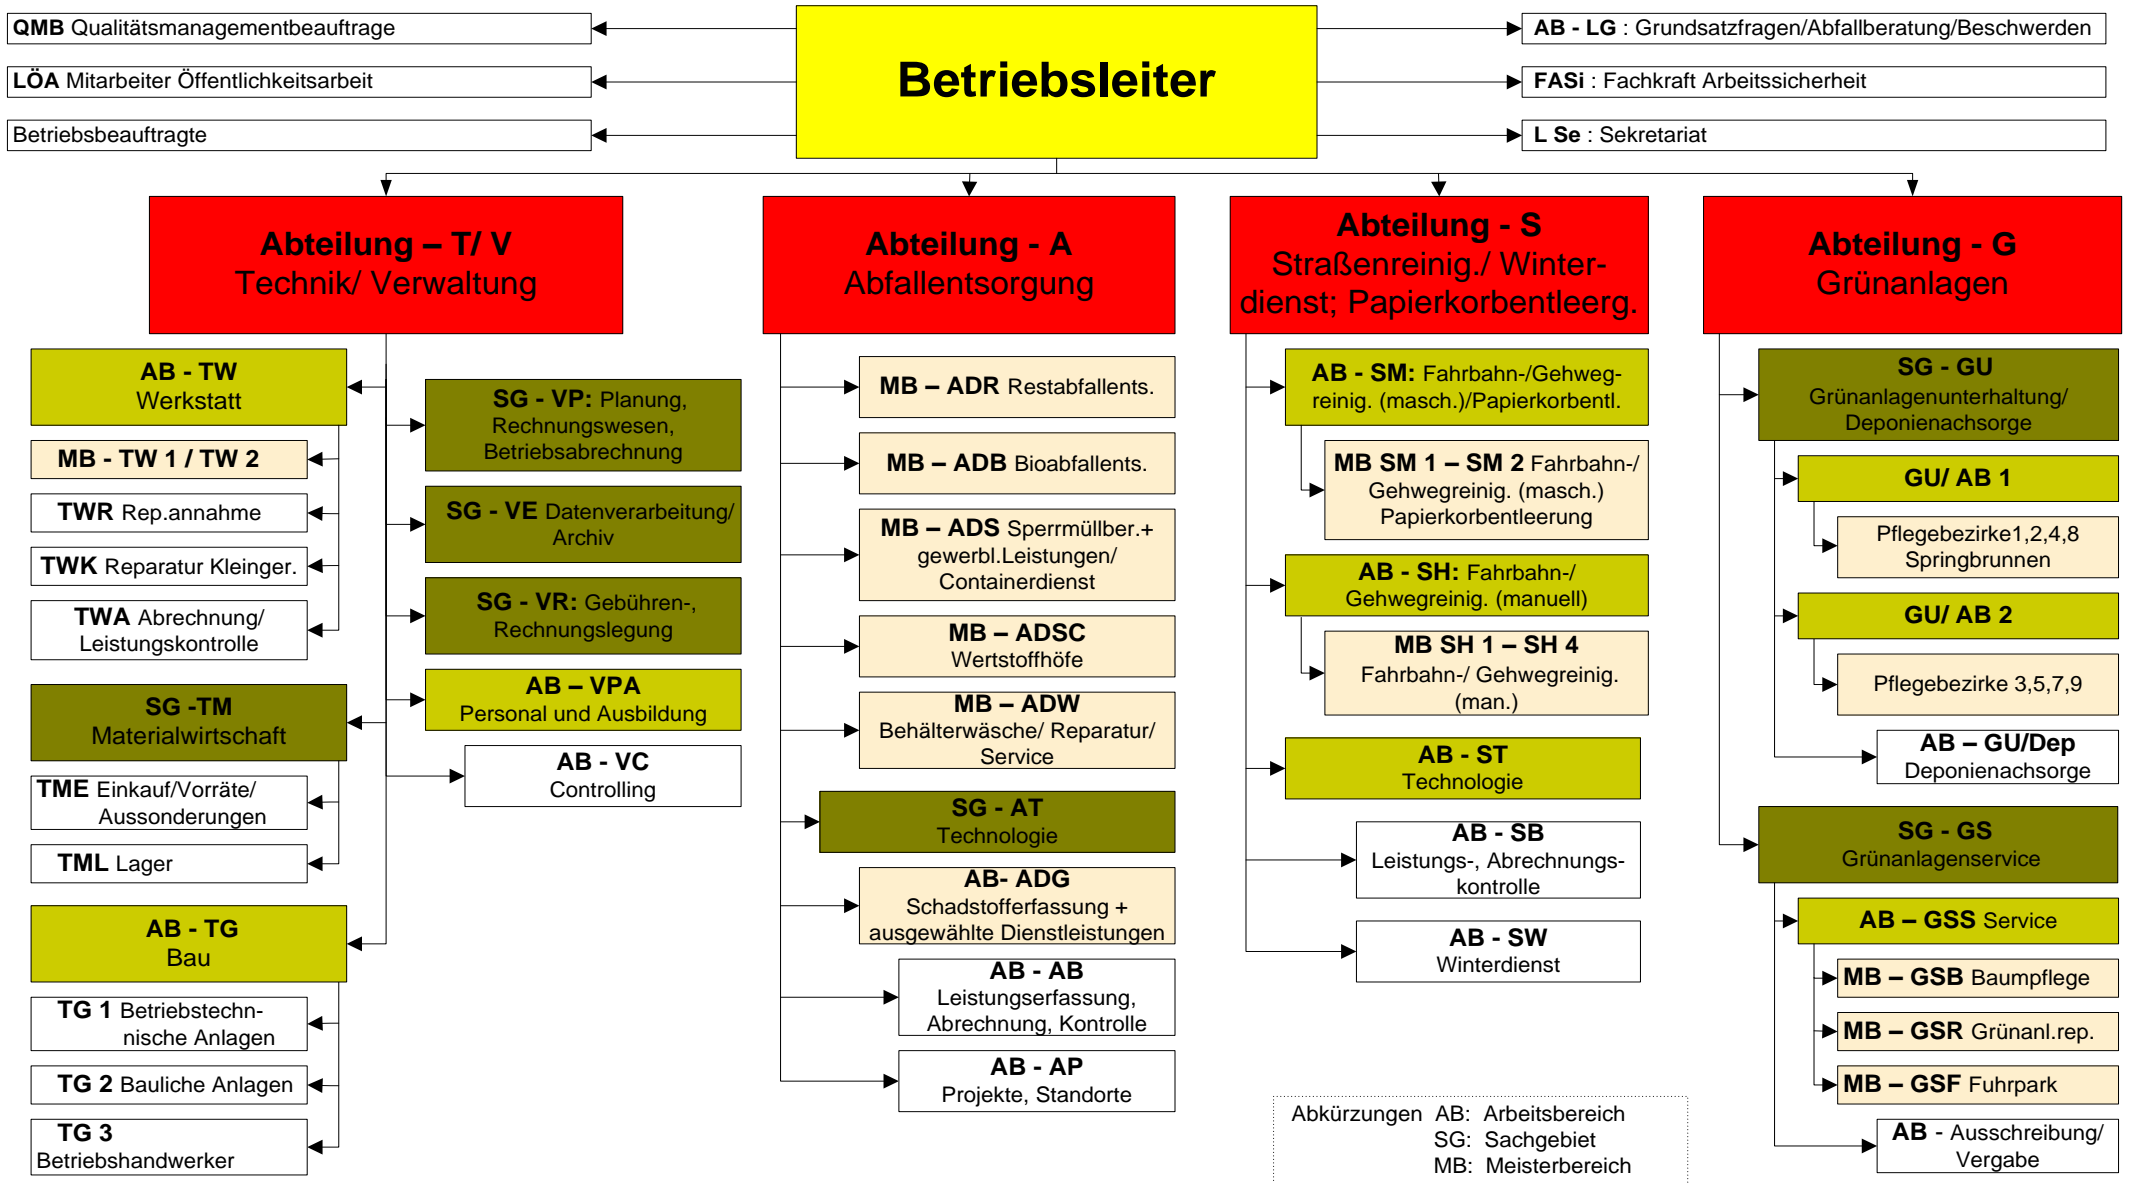 QMB Qualitätsmanagementbeauftrage
LÖA Mitarbeiter Öffentlichkeitsarbeit
Betriebsbeauftragte
Betriebsleiter
AB - LG : Grundsatzfragen/Abfallberatung/Beschwerden
FASi : Fachkraft Arbeitssicherheit
L Se : Sekretariat
Abteilung – T/ V
Technik/ Verwaltung
AB - TW
Werkstatt
MB - TW 1 / TW 2
TWR Rep.annahme
TWK Reparatur Kleinger.
TWA Abrechnung/
Leistungskontrolle
SG -TM
Materialwirtschaft
TME Einkauf/Vorräte/
Aussonderungen
TML Lager
AB - TG
Bau
TG 1 Betriebstechn-
nische Anlagen
TG 2 Bauliche Anlagen
TG 3
Betriebshandwerker
SG - VP: Planung,
Rechnungswesen,
Betriebsabrechnung
SG - VE Datenverarbeitung/
Archiv
SG - VR: Gebühren-,
Rechnungslegung
AB – VPA
Personal und Ausbildung
AB - VC
Controlling
Abteilung - A
Abfallentsorgung
MB – ADR Restabfallents.
MB – ADB Bioabfallents.
MB – ADS Sperrmüllber.+
gewerbl.Leistungen/
Containerdienst
MB – ADSC
Wertstoffhöfe
MB – ADW
Behälterwäsche/ Reparatur/
Service
SG - AT
Technologie
AB- ADG
Schadstofferfassung +
ausgewählte Dienstleistungen
AB - AB
Leistungserfassung,
Abrechnung, Kontrolle
AB - AP
Projekte, Standorte
Abteilung - S
Straßenreinig./ Winter-
dienst; Papierkorbentleerg.
AB - SM: Fahrbahn-/Gehweg-
reinig. (masch.)/Papierkorbentl.
MB SM 1 – SM 2 Fahrbahn-/
Gehwegreinig. (masch.)
Papierkorbentleerung
AB - SH: Fahrbahn-/
Gehwegreinig. (manuell)
MB SH 1 – SH 4
Fahrbahn-/ Gehwegreinig.
(man.)
AB - ST
Technologie
AB - SB
Leistungs-, Abrechnungs-
kontrolle
AB - SW
Winterdienst
Abteilung - G
Grünanlagen
SG - GU
Grünanlagenunterhaltung/
Deponienachsorge
GU/ AB 1
Pflegebezirke1,2,4,8
Springbrunnen
GU/ AB 2
Pflegebezirke 3,5,7,9
AB – GU/Dep
Deponienachsorge
SG - GS
Grünanlagenservice
AB – GSS Service
MB – GSB Baumpflege
MB – GSR Grünanl.rep.
MB – GSF Fuhrpark
AB - Ausschreibung/
Vergabe
Abkürzungen AB: Arbeitsbereich
SG: Sachgebiet
MB: Meisterbereich